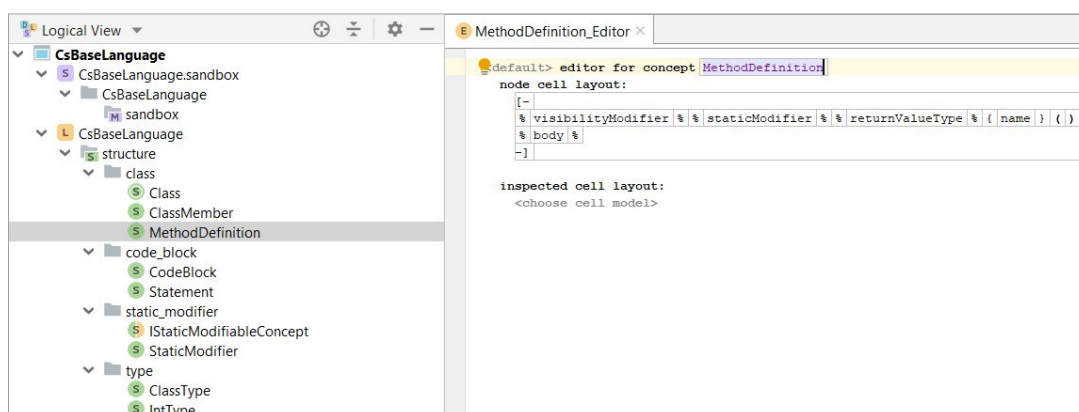 Logical View
CsBaseLanguage
S CsBaseLanguage.sandbox
CsBaseLanguage
M sandbox
L CsBaseLanguage
S structure
class
S Class
S ClassMember
S MethodDefinition
code_block
S CodeBlock
S Statement
static_modifier
S IStaticModifiableConcept
S StaticModifier
type
S ClassType
S IntType
E MethodDefinition_Editor
default> editor for concept MethodDefinition
node cell layout:
[-
% visibilityModifier % % staticModifier % % returnValueType % { name } ( )
% body %
-]
inspected cell layout:
<choose cell model>